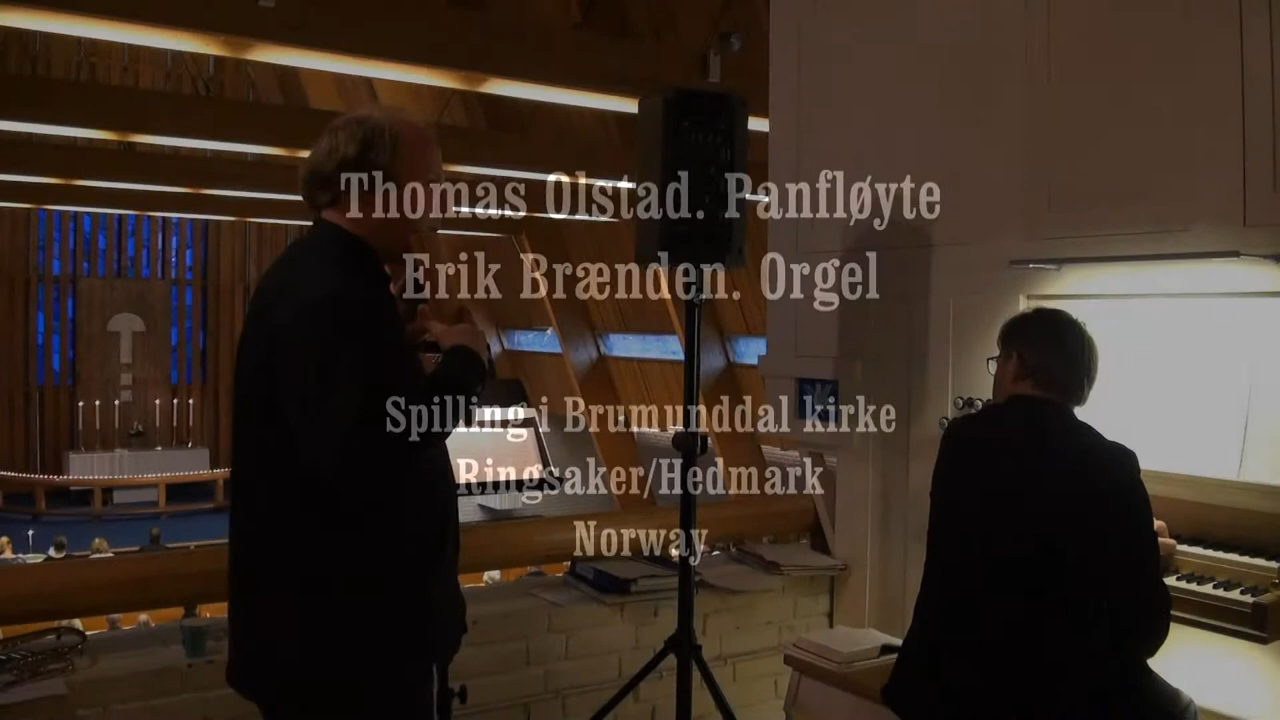 Thomas Olstad. Panfløyte
Erik Brænden. Orgel
Spilling i Brumunddal kirke
Ringsaker/Hedmark
Norway